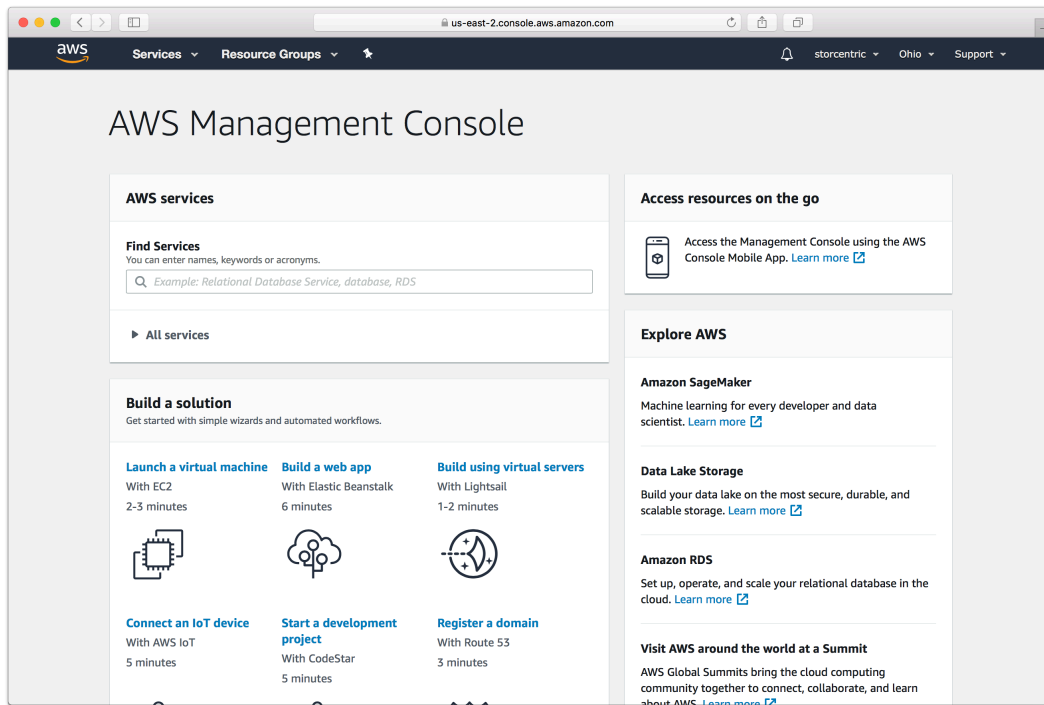 us-east-2.console.aws.amazon.com
aws
Services
Resource Groups
storcentric
Ohio
Support
AWS Management Console
AWS services
Find Services
You can enter names, keywords or acronyms.
Example: Relational Database Service, database, RDS
All services
Build a solution
Get started with simple wizards and automated workflows.
Launch a virtual machine
With EC2
2-3 minutes
Build a web app
With Elastic Beanstalk
6 minutes
Build using virtual servers
With Lightsail
1-2 minutes
Connect an IoT device
With AWS IoT
5 minutes
Start a development
project
With CodeStar
5 minutes
Register a domain
With Route 53
3 minutes
Access resources on the go
Access the Management Console using the AWS
Console Mobile App. Learn more
Explore AWS
Amazon SageMaker
Machine learning for every developer and data
scientist. Learn more
Data Lake Storage
Build your data lake on the most secure, durable, and
scalable storage. Learn more
Amazon RDS
Set up, operate, and scale your relational database in the
cloud. Learn more
Visit AWS around the world at a Summit
AWS Global Summits bring the cloud computing
community together to connect, collaborate, and learn
about AWS. Learn more